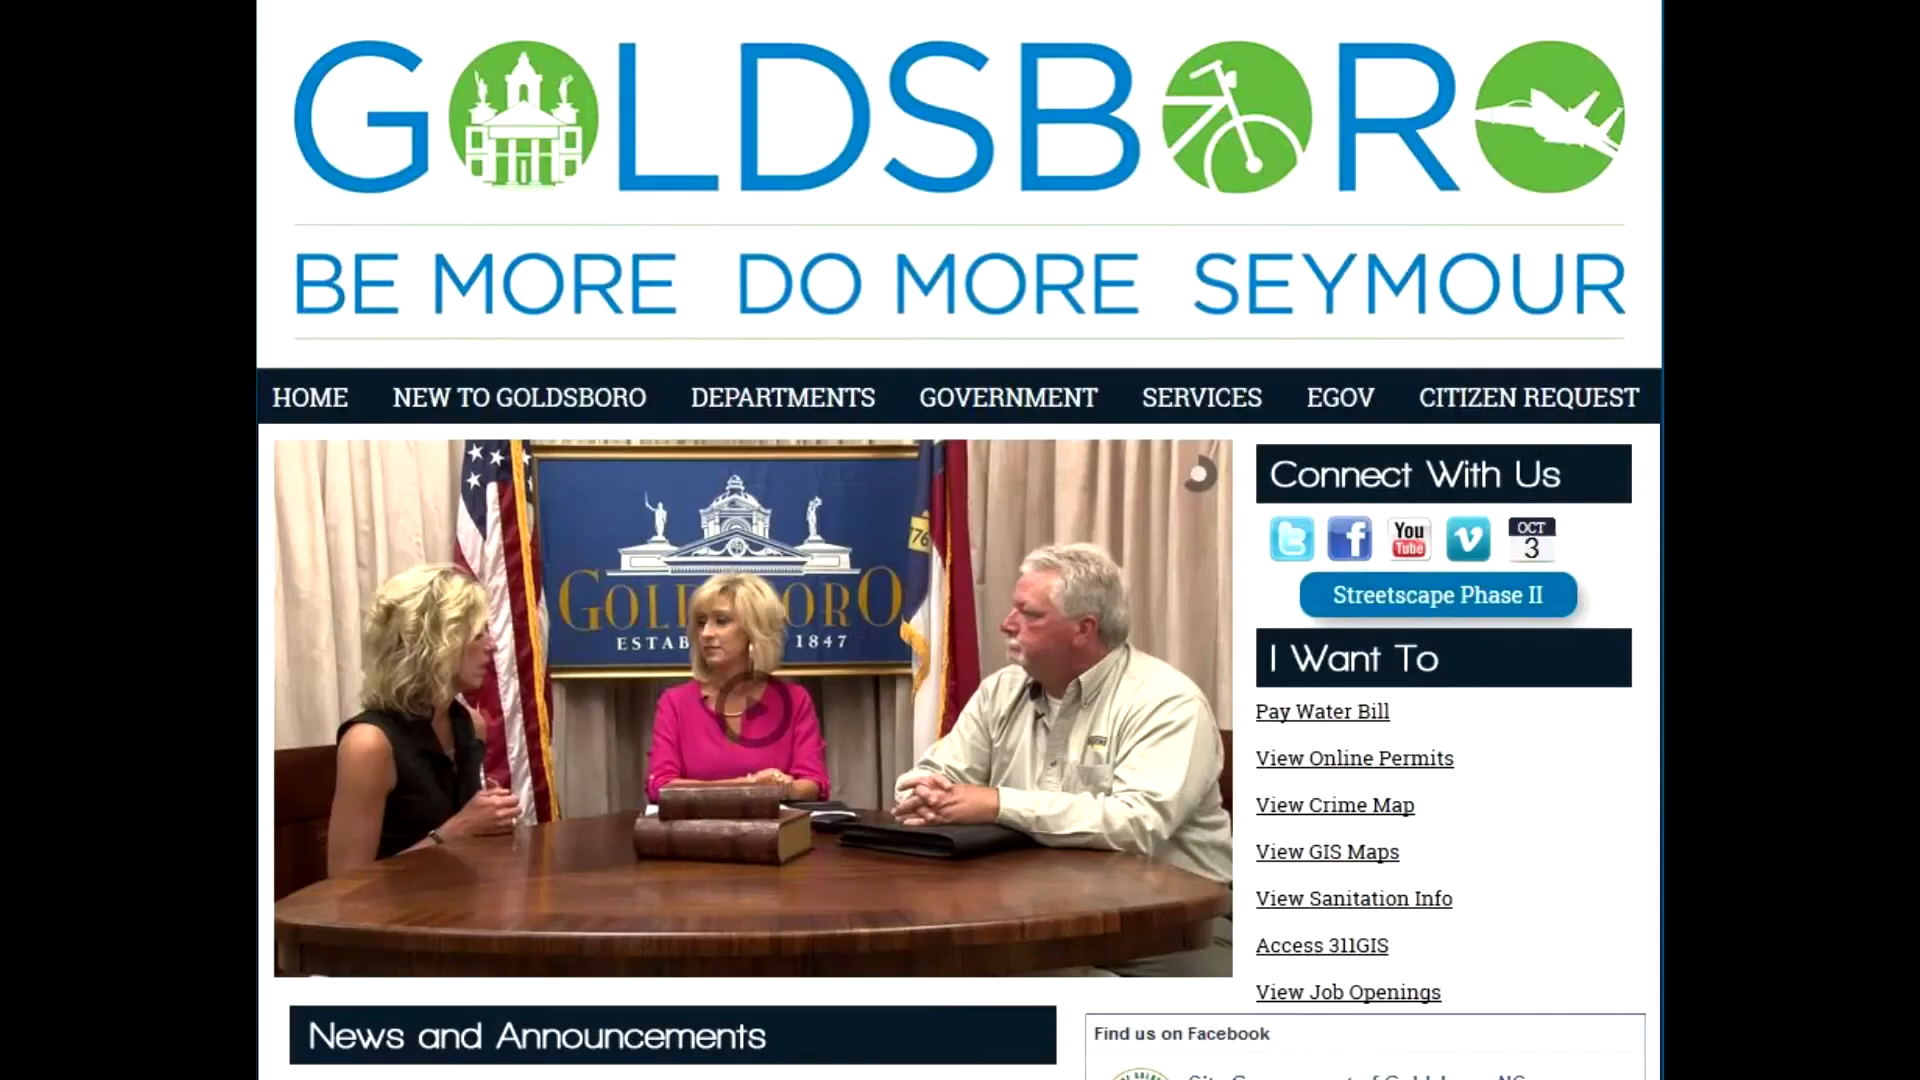 GOLDSBORO
BE MORE DO MORE SEYMOUR
HOME NEW TO GOLDSBORO DEPARTMENTS GOVERNMENT SERVICES EGOV CITIZEN REQUEST
76
GOL ORO
ESTAB 1847
Connect With Us
You
Tube
OCT
3
Streetscape Phase II
I Want To
Pay Water Bill
View Online Permits
View Crime Map
View GIS Maps
View Sanitation Info
Access 311GIS
View Job Openings
News and Announcements
Find us on Facebook